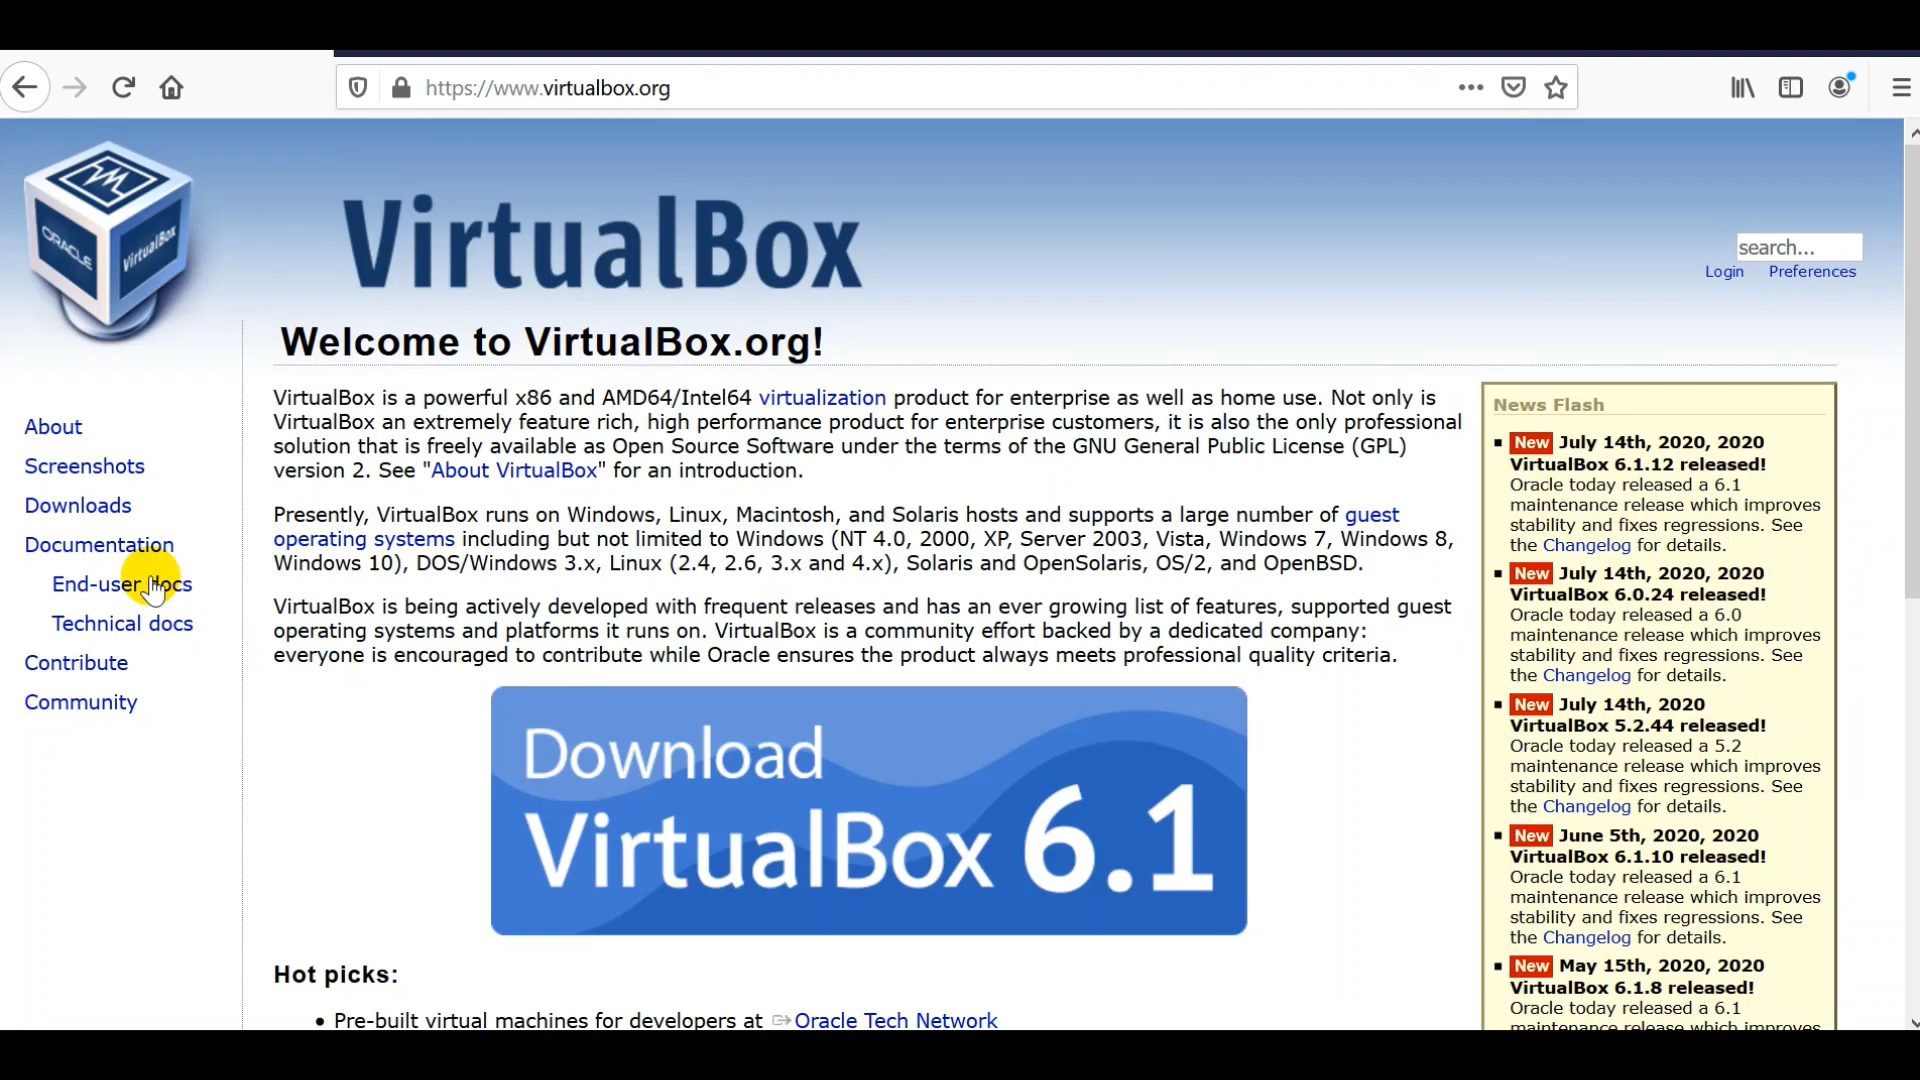 https://www.virtualbox.org
ORACLE
VirtualBox
VirtualBox
search...
Login Preferences
Welcome to VirtualBox.org!
About
Screenshots
Downloads
Documentation
End-user docs
Technical docs
Contribute
Community
VirtualBox is a powerful x86 and AMD64/Intel64 virtualization product for enterprise as well as home use. Not only is
VirtualBox an extremely feature rich, high performance product for enterprise customers, it is also the only professional
solution that is freely available as Open Source Software under the terms of the GNU General Public License (GPL)
version 2. See "About VirtualBox" for an introduction.
Presently, VirtualBox runs on Windows, Linux, Macintosh, and Solaris hosts and supports a large number of guest
operating systems including but not limited to Windows (NT 4.0, 2000, XP, Server 2003, Vista, Windows 7, Windows 8,
Windows 10), DOS/Windows 3.x, Linux (2.4, 2.6, 3.x and 4.x), Solaris and OpenSolaris, OS/2, and OpenBSD.
VirtualBox is being actively developed with frequent releases and has an ever growing list of features, supported guest
operating systems and platforms it runs on. VirtualBox is a community effort backed by a dedicated company:
everyone is encouraged to contribute while Oracle ensures the product always meets professional quality criteria.
Download
VirtualBox 6.1
Hot picks:
• Pre-built virtual machines for developers at Oracle Tech Network
News Flash
New July 14th, 2020, 2020
VirtualBox 6.1.12 released!
Oracle today released a 6.1
maintenance release which improves
stability and fixes regressions. See
the Changelog for details.
New July 14th, 2020, 2020
VirtualBox 6.0.24 released!
Oracle today released a 6.0
maintenance release which improves
stability and fixes regressions. See
the Changelog for details.
New July 14th, 2020
VirtualBox 5.2.44 released!
Oracle today released a 5.2
maintenance release which improves
stability and fixes regressions. See
the Changelog for details.
New June 5th, 2020, 2020
VirtualBox 6.1.10 released!
Oracle today released a 6.1
maintenance release which improves
stability and fixes regressions. See
the Changelog for details.
New May 15th, 2020, 2020
VirtualBox 6.1.8 released!
Oracle today released a 6.1
maintenance release which improves